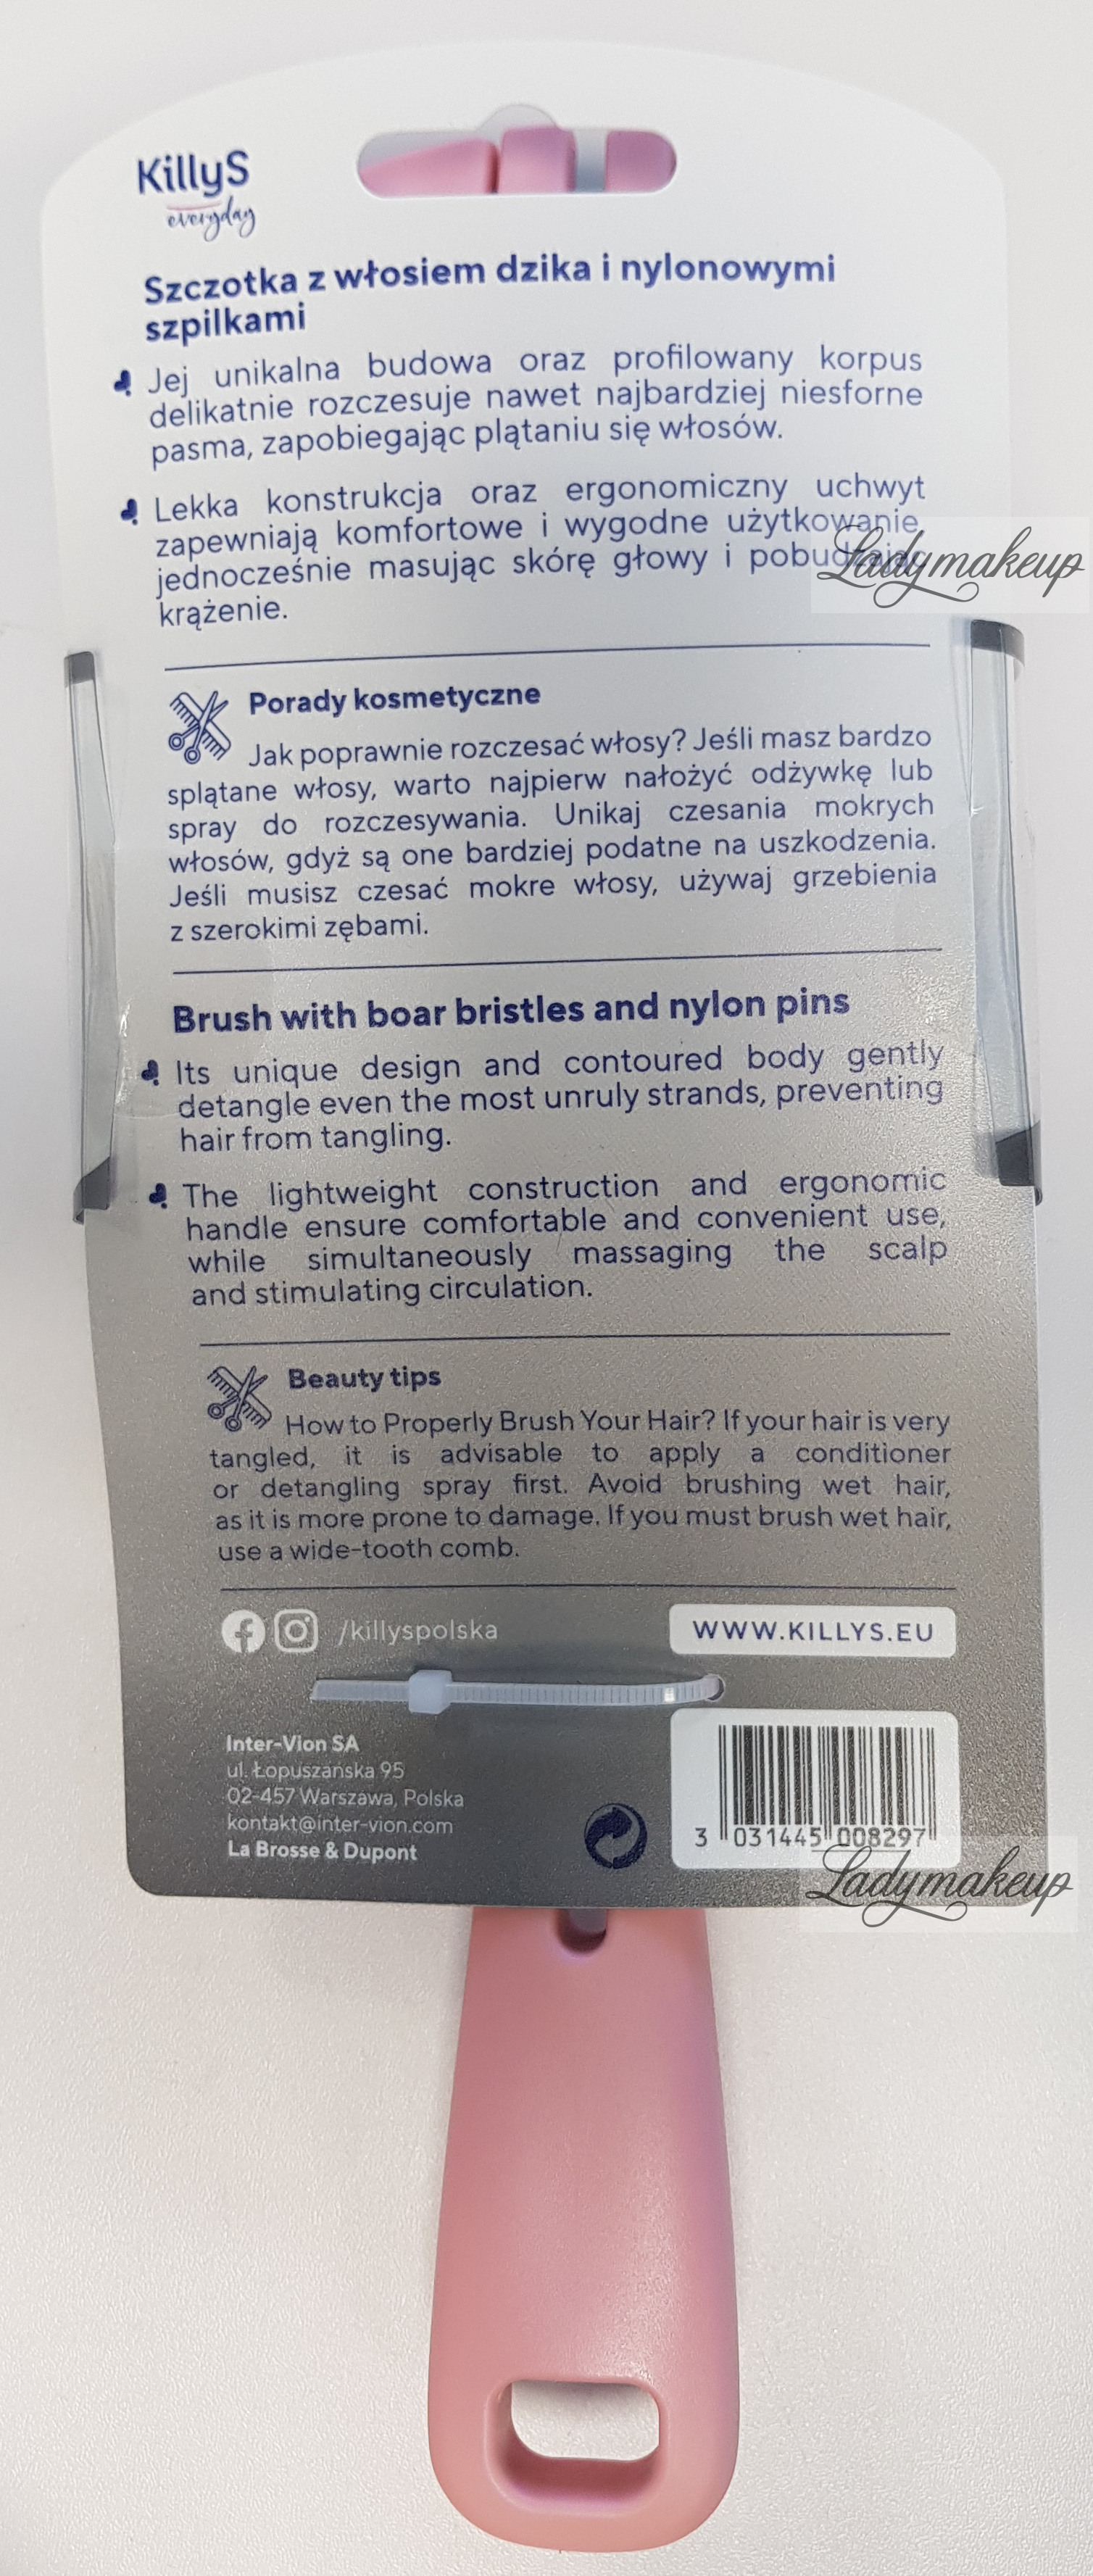 KillyS
everyday
Szczotka z włosiem dzika i nylonowymi
szpilkami
Jej unikalna budowa oraz profilowany korpus
delikatnie rozczesuje nawet najbardziej niesforne
pasma, zapobiegając plątaniu się włosów.
Lekka konstrukcja oraz ergonomiczny uchwyt
zapewniają komfortowe i wygodne użytkowanie,
jednocześnie masując skórę głowy i
krążenie.
Ladymakeup
Porady kosmetyczne
Jak poprawnie rozczesać włosy? Jeśli masz bardzo
splątane włosy, warto najpierw nałożyć odżywkę lub
spray do rozczesywania. Unikaj czesania mokrych
włosów, gdyż są one bardziej podatne na uszkodzenia.
Jeśli musisz czesać mokre włosy, używaj grzebienia
z szerokimi zębami.
Brush with boar bristles and nylon pins
Its unique design and contoured body gently
detangle even the most unruly strands, preventing
hair from tangling.
The lightweight construction and ergonomic
handle ensure comfortable and convenient use,
while simultaneously massaging the scalp
and stimulating circulation.
Beauty tips
How to Properly Brush Your Hair? If your hair is very
tangled, it is advisable to apply a conditioner
or detangling spray first. Avoid brushing wet hair,
as it is more prone to damage. If you must brush wet hair,
use a wide-tooth comb.
/killyspolska
WWW.KILLYS.EU
Inter-Vion SA
ul. Łopuszańska 95
02-457 Warszawa, Polska
kontakt@inter-vion.com
La Brosse & Dupont
3 031445 008297
Ladymakeup